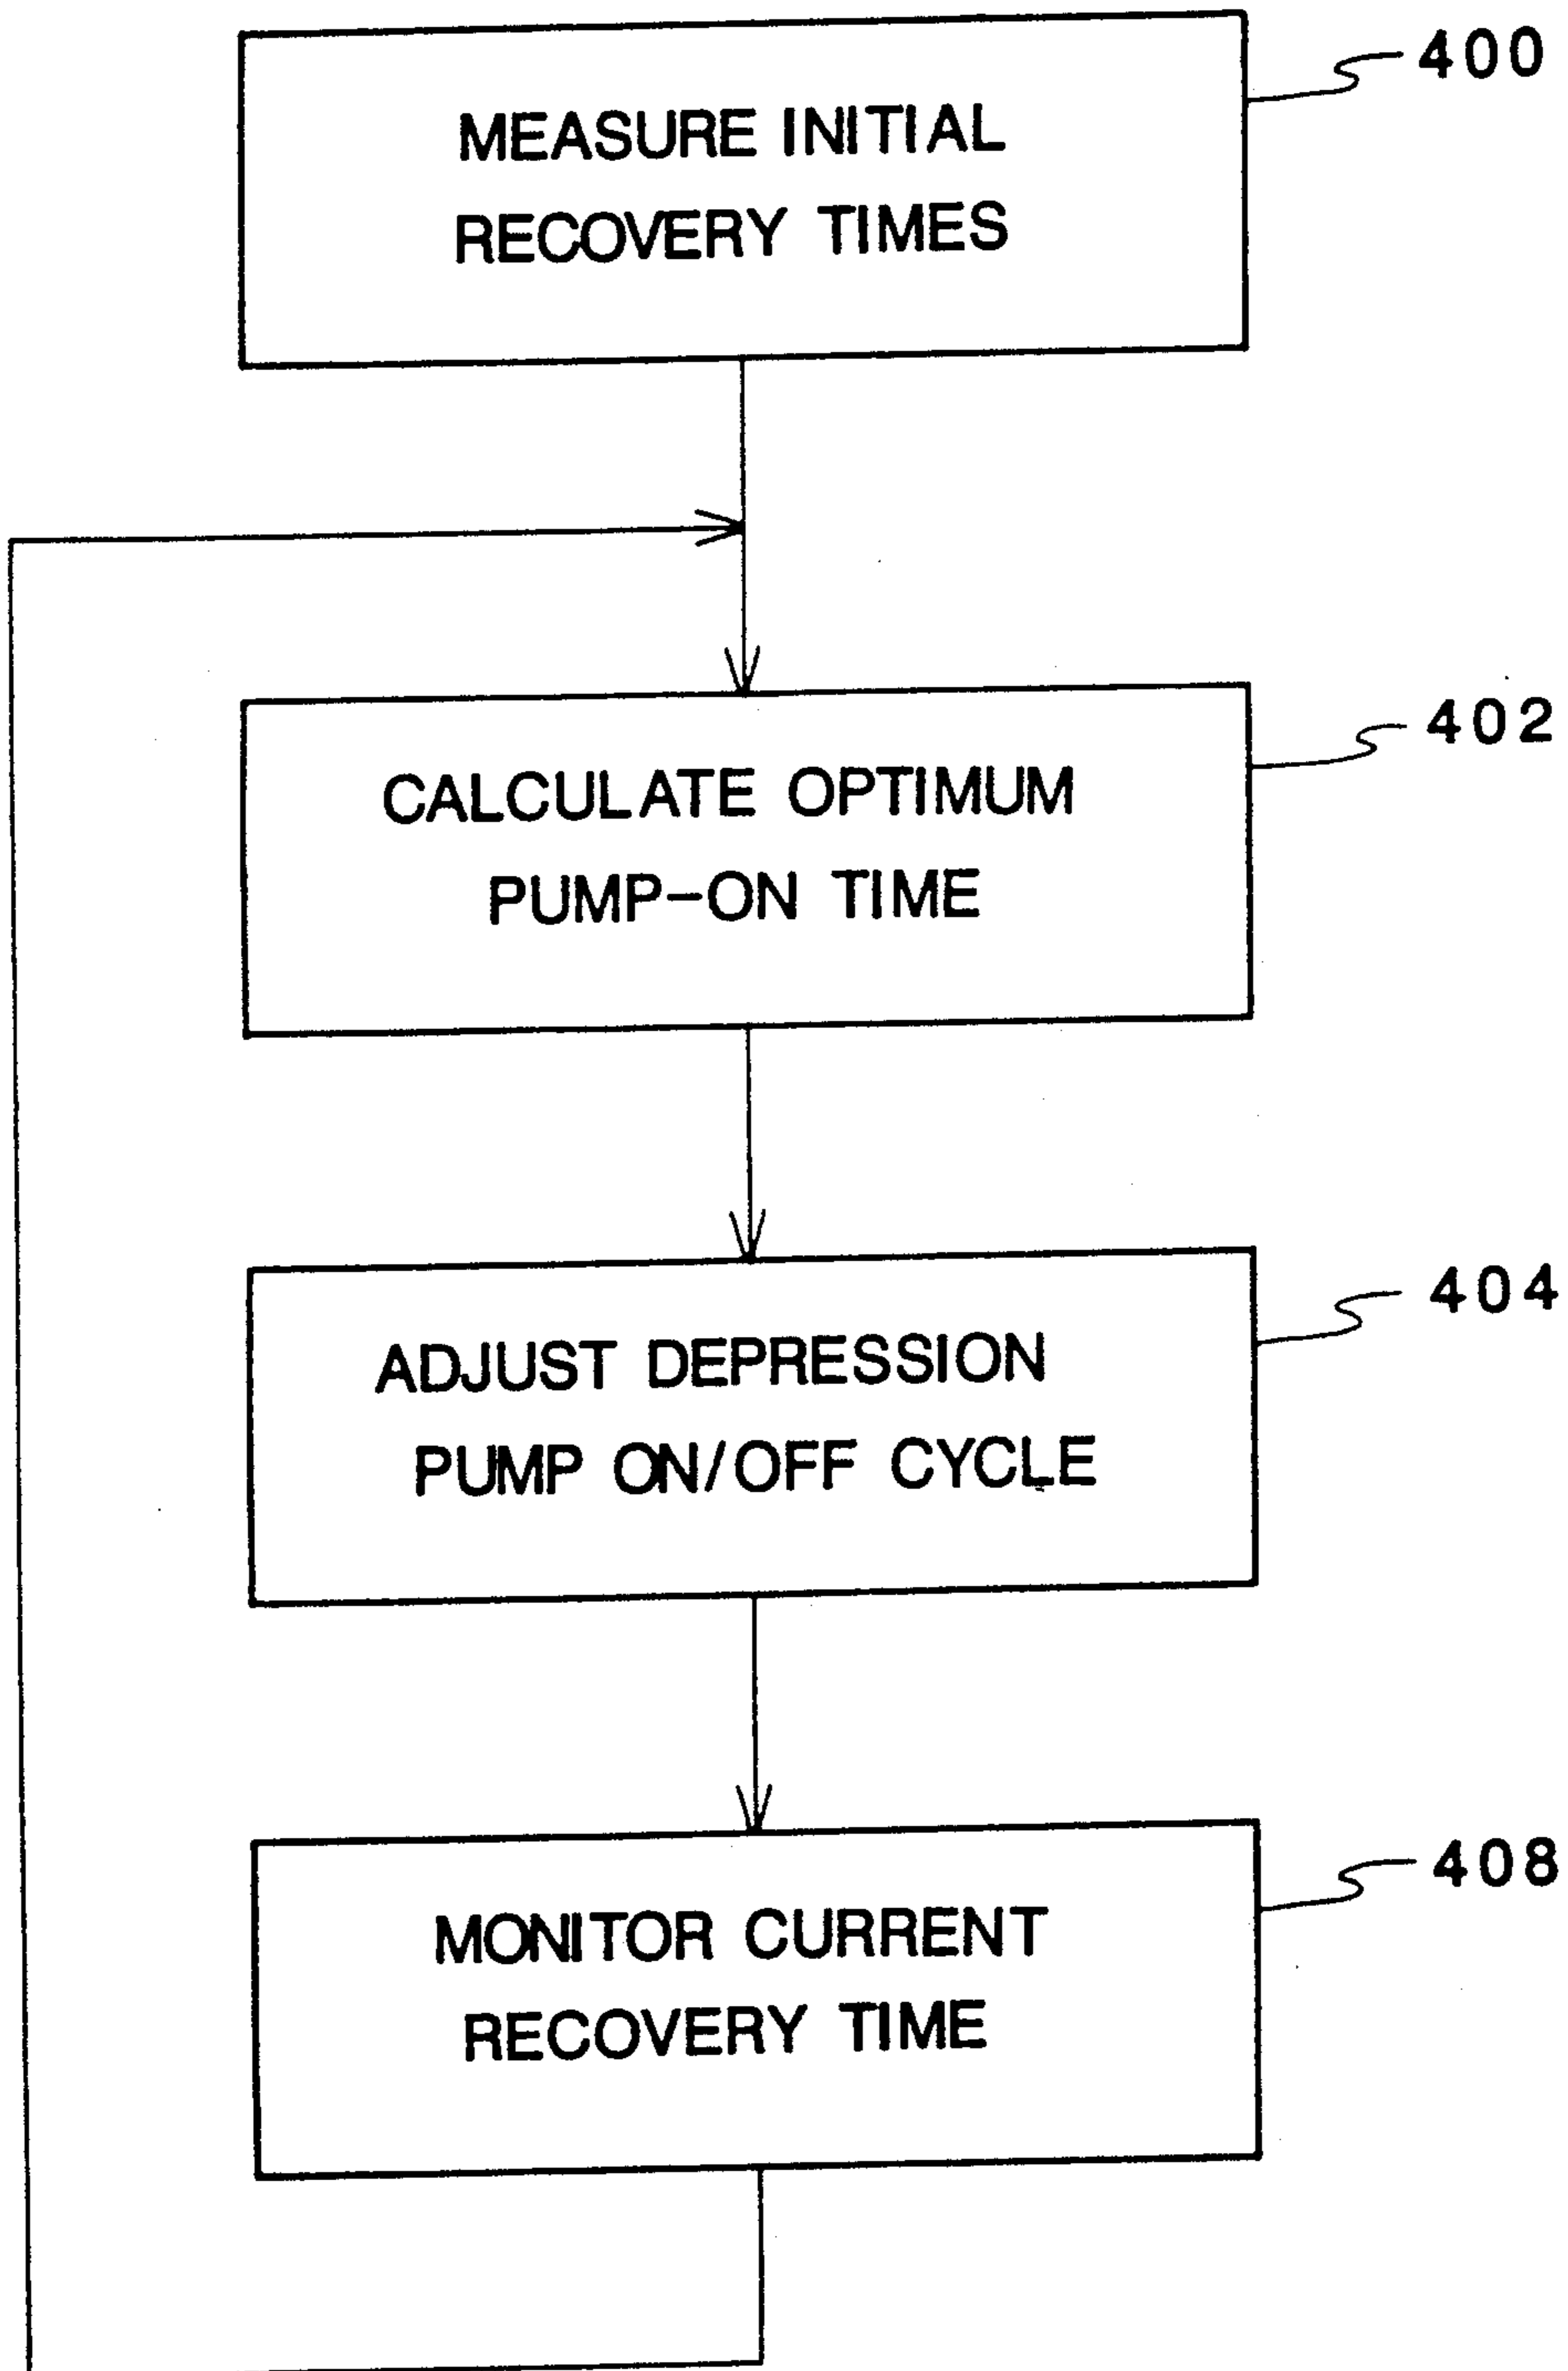 400
MEASURE INITIAL
RECOVERY TIMES
402
CALCULATE OPTIMUM
PUMP-ON TIME
404
ADJUST DEPRESSION
PUMP ON/OFF CYCLE
408
MONITOR CURRENT
RECOVERY TIME